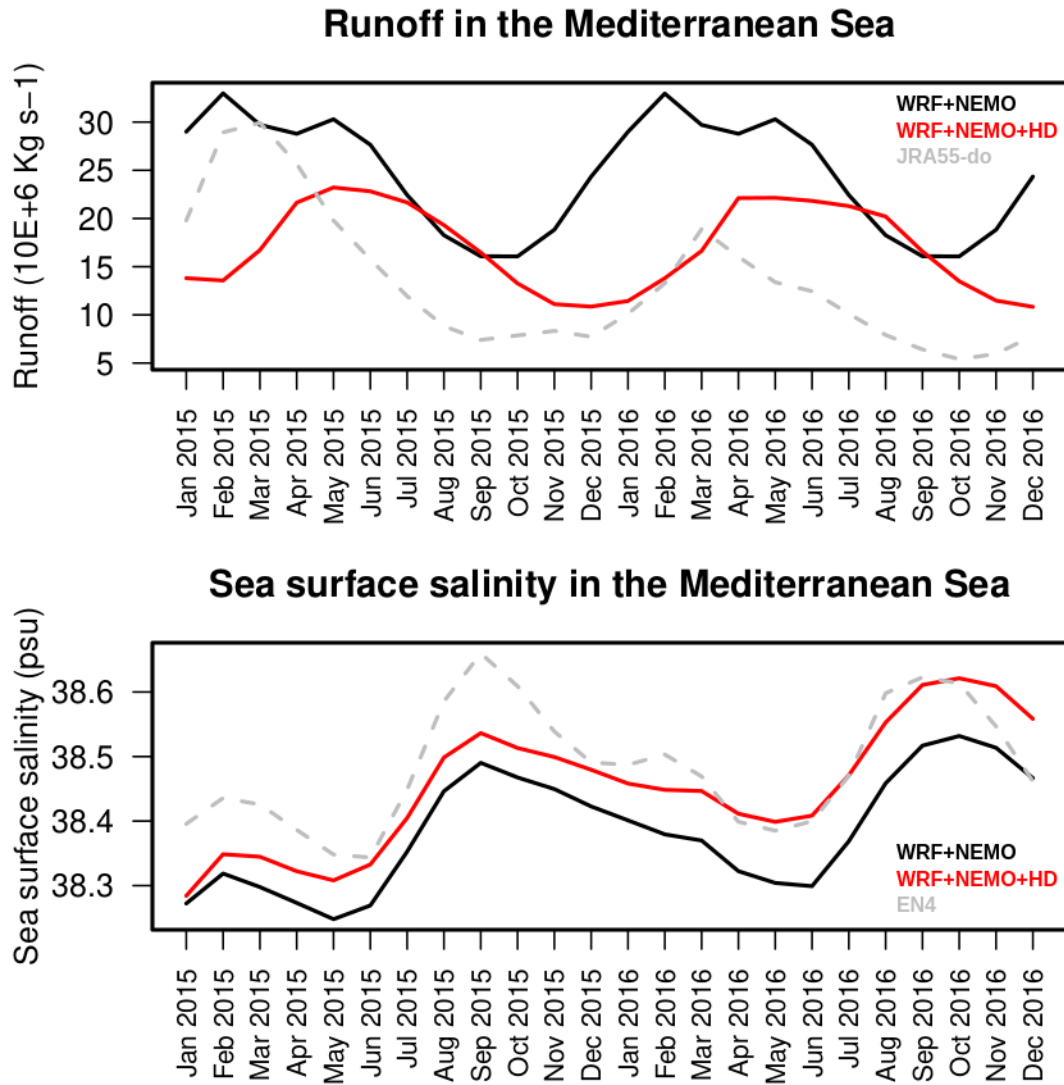 Runoff in the Mediterranean Sea
Runoff (10E+6 Kg s−1)
30
25
20
15
10
5
WRF+NEMO
WRF+NEMO+HD
JRA55-do
Jan 2015
Feb 2015
Mar 2015
Apr 2015
May 2015
Jun 2015
Jul 2015
Aug 2015
Sep 2015
Oct 2015
Nov 2015
Dec 2015
Jan 2016
Feb 2016
Mar 2016
Apr 2016
May 2016
Jun 2016
Jul 2016
Aug 2016
Sep 2016
Oct 2016
Nov 2016
Dec 2016
Sea surface salinity in the Mediterranean Sea
Sea surface salinity (psu)
38.6
38.5
38.4
38.3
WRF+NEMO
WRF+NEMO+HD
EN4
Jan 2015
Feb 2015
Mar 2015
Apr 2015
May 2015
Jun 2015
Jul 2015
Aug 2015
Sep 2015
Oct 2015
Nov 2015
Dec 2015
Jan 2016
Feb 2016
Mar 2016
Apr 2016
May 2016
Jun 2016
Jul 2016
Aug 2016
Sep 2016
Oct 2016
Nov 2016
Dec 2016